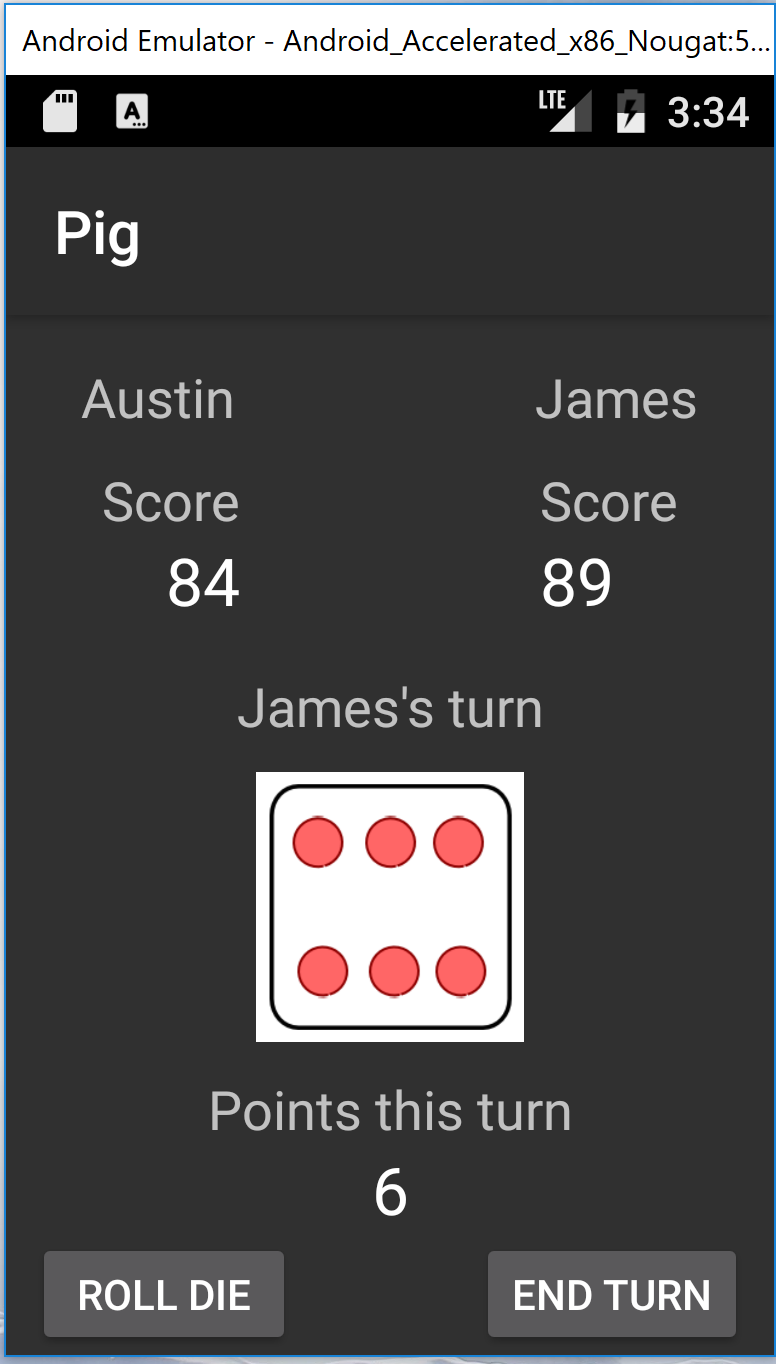 Android Emulator - Android_Accelerated_x86_Nougat:5...
A LTE 3:34
Pig
Austin James
Score Score
84 89
James's turn
Points this turn
6
ROLL DIE END TURN